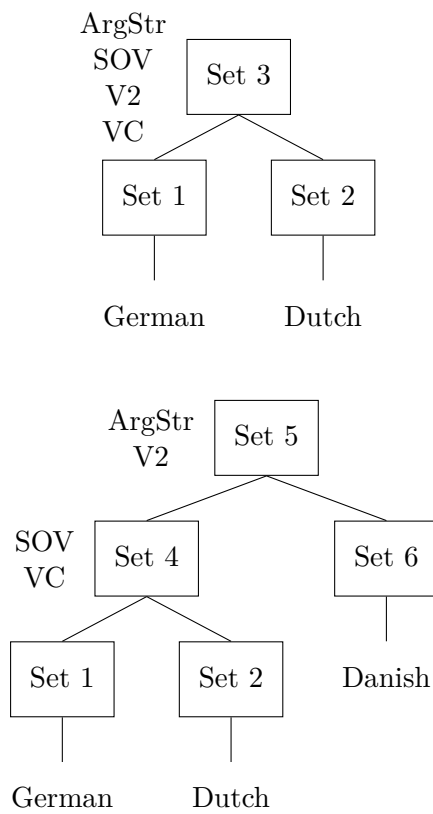 ArgStr
SOV
V2
VC
Set 3
Set 1
Set 2
German
Dutch
ArgStr
V2
Set 5
SOV
VC
Set 4
Set 6
Set 1
Set 2
Danish
German
Dutch